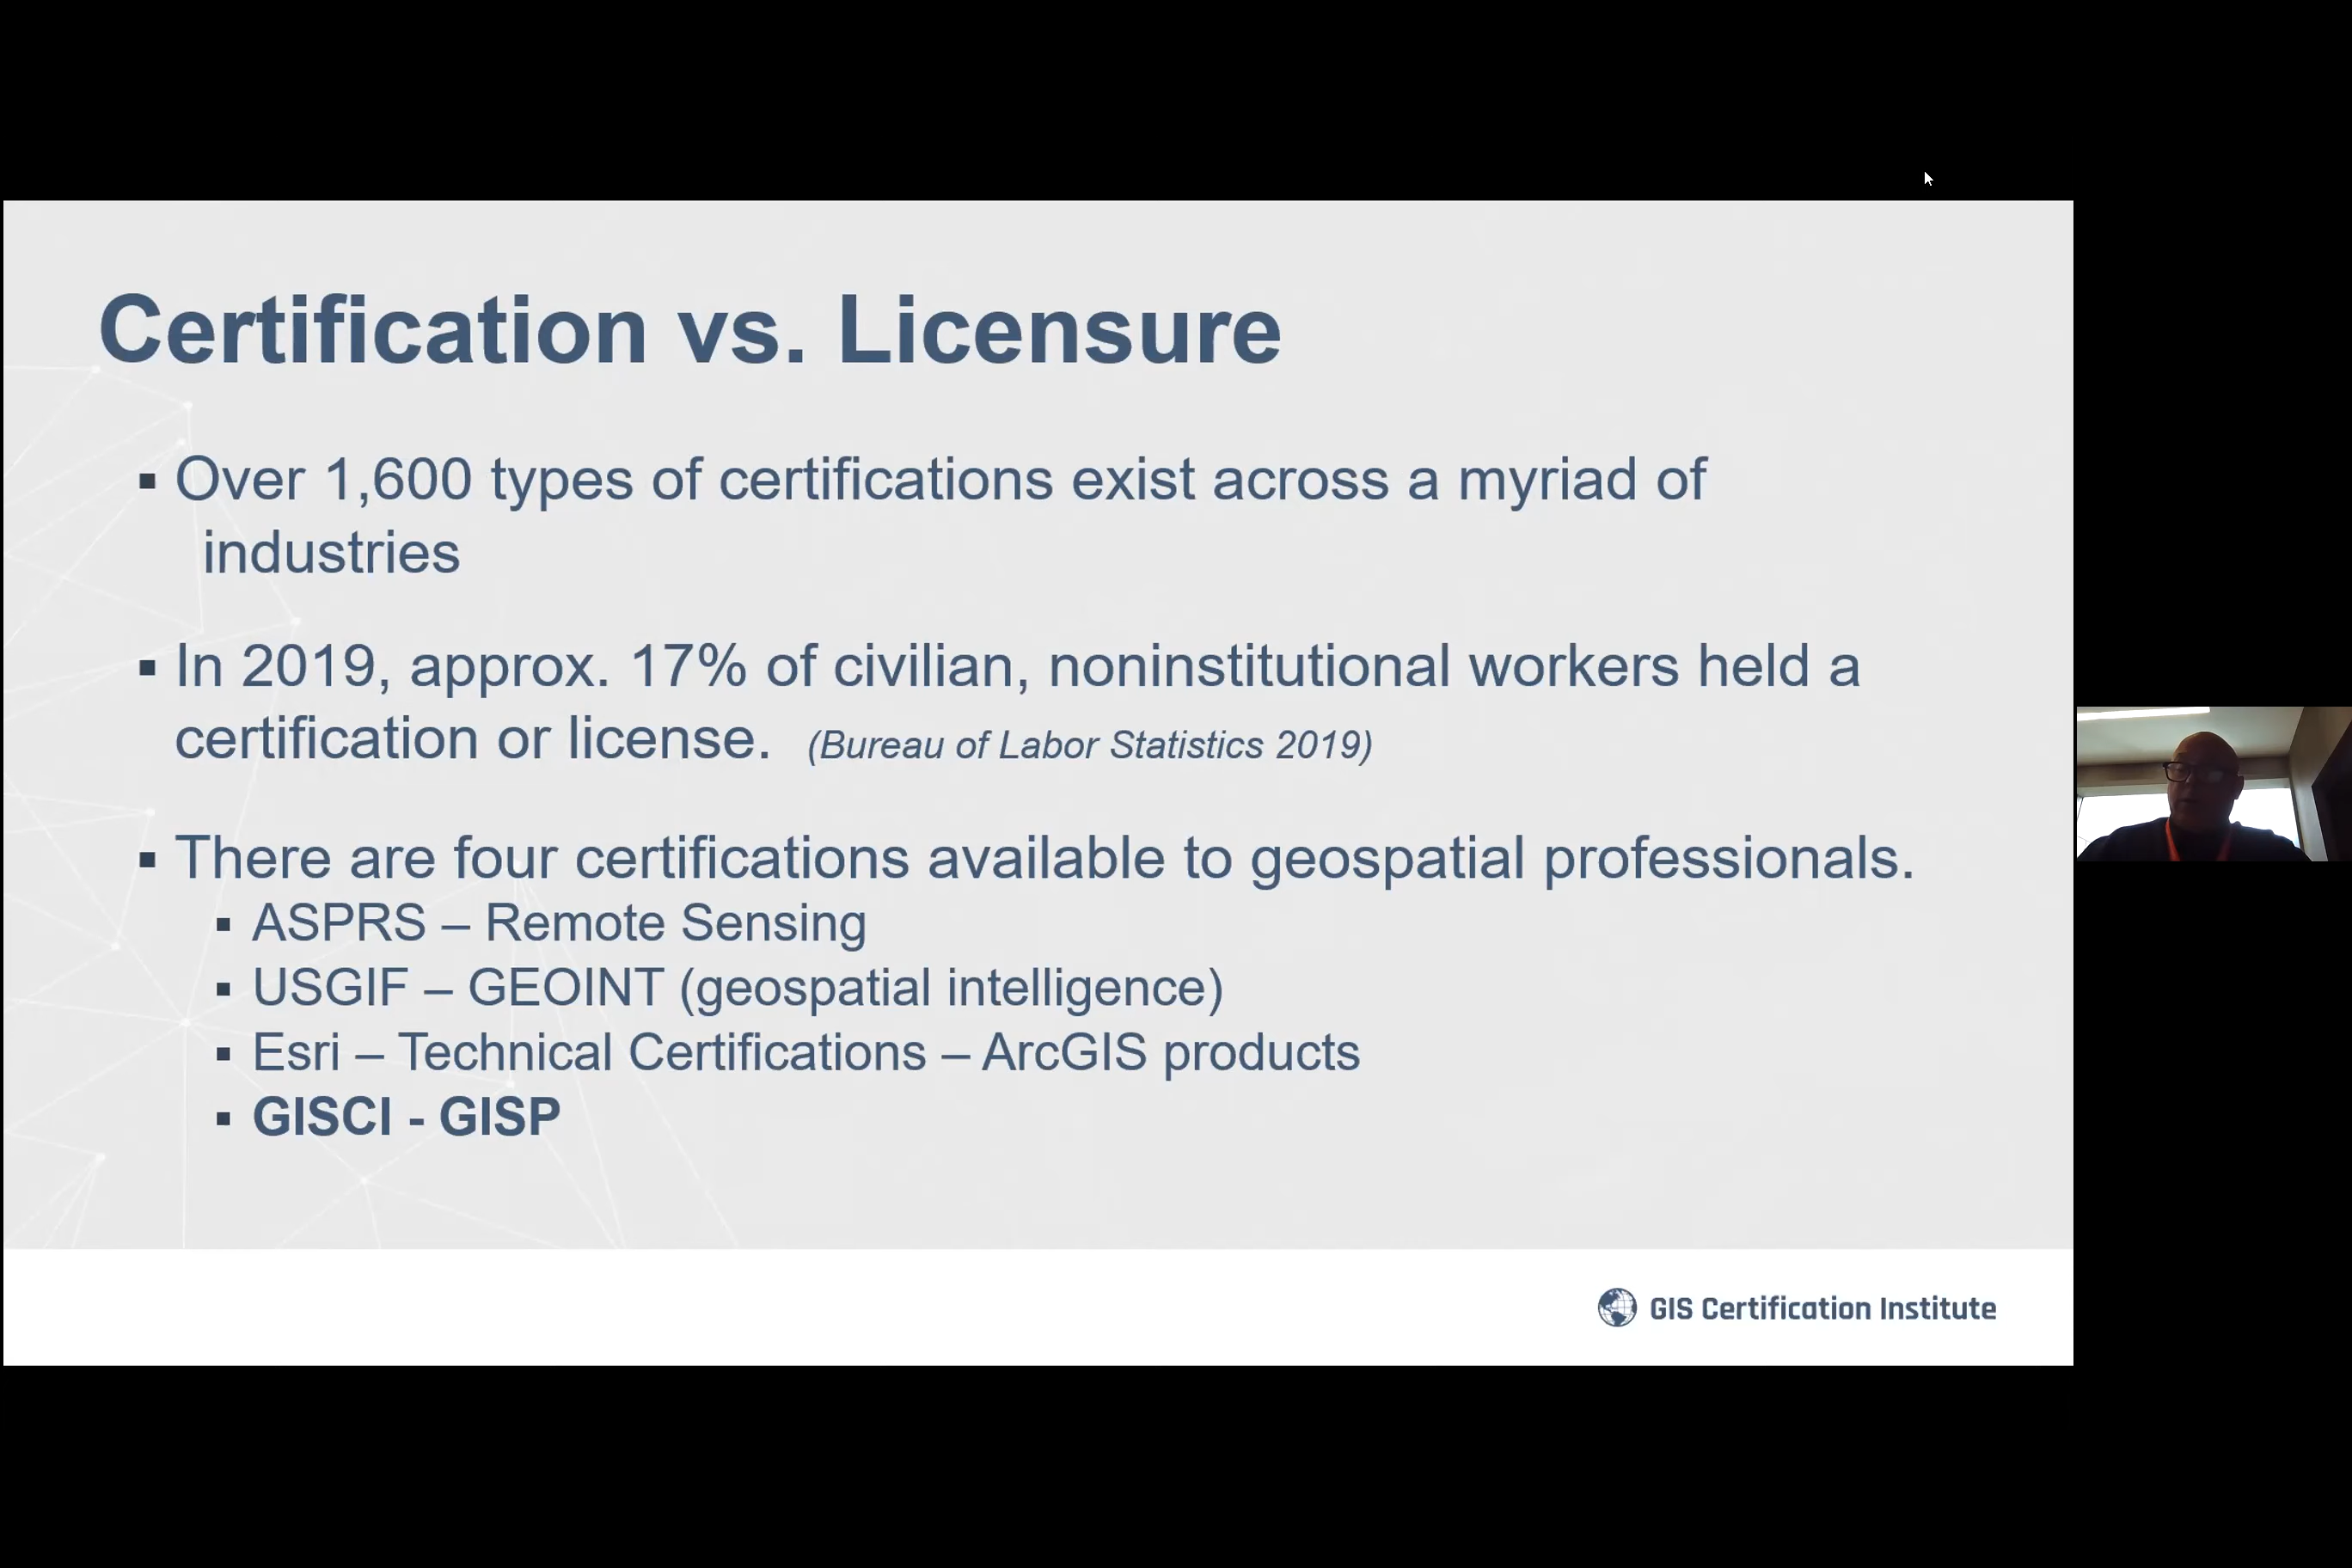 Certification vs. Licensure
▪ Over 1,600 types of certifications exist across a myriad of
industries
▪ In 2019, approx. 17% of civilian, noninstitutional workers held a
certification or license. (Bureau of Labor Statistics 2019)
▪ There are four certifications available to geospatial professionals.
▪ ASPRS – Remote Sensing
▪ USGIF – GEOINT (geospatial intelligence)
▪ Esri – Technical Certifications – ArcGIS products
▪ GISCI - GISP
GIS Certification Institute